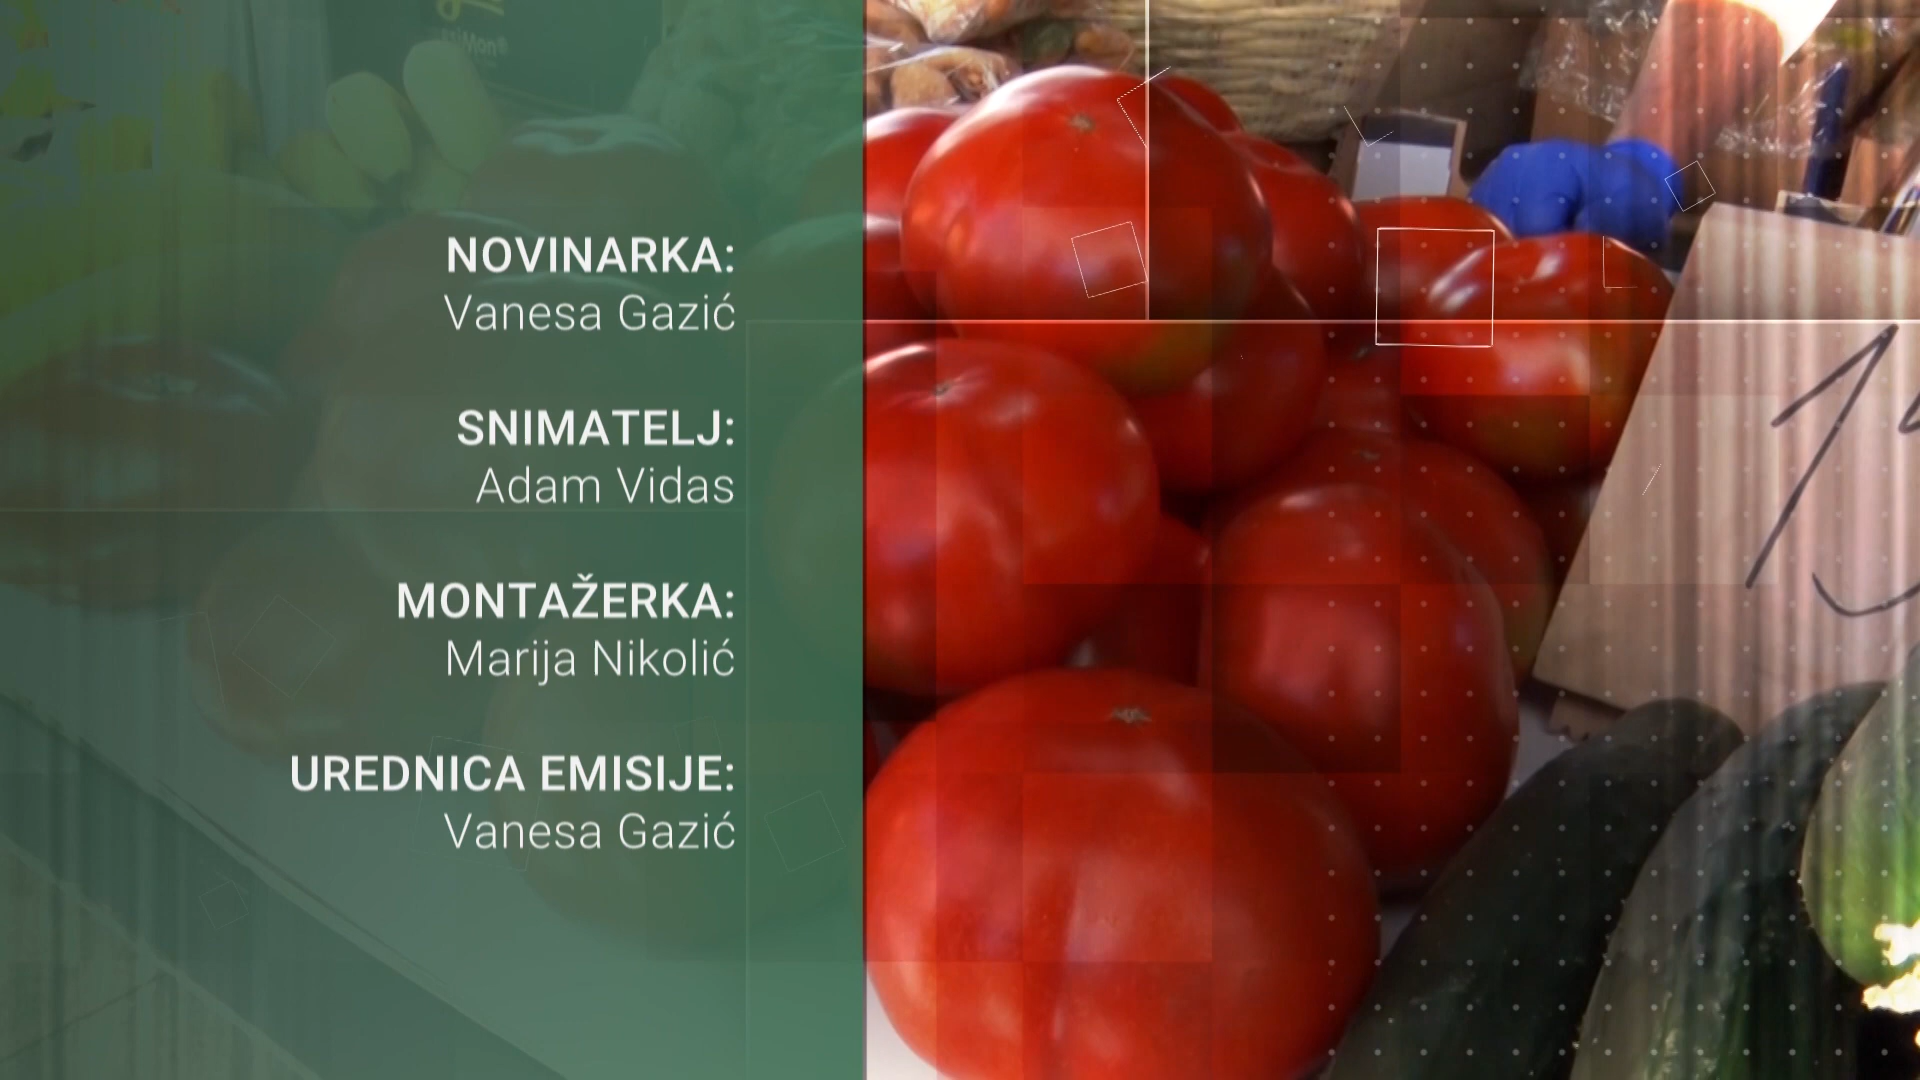 NOVINARKA:
Vanesa Gazić
SNIMATELJ:
Adam Vidas
MONTAŽERKA:
Marija Nikolić
UREDNICA EMISIJE:
Vanesa Gazić